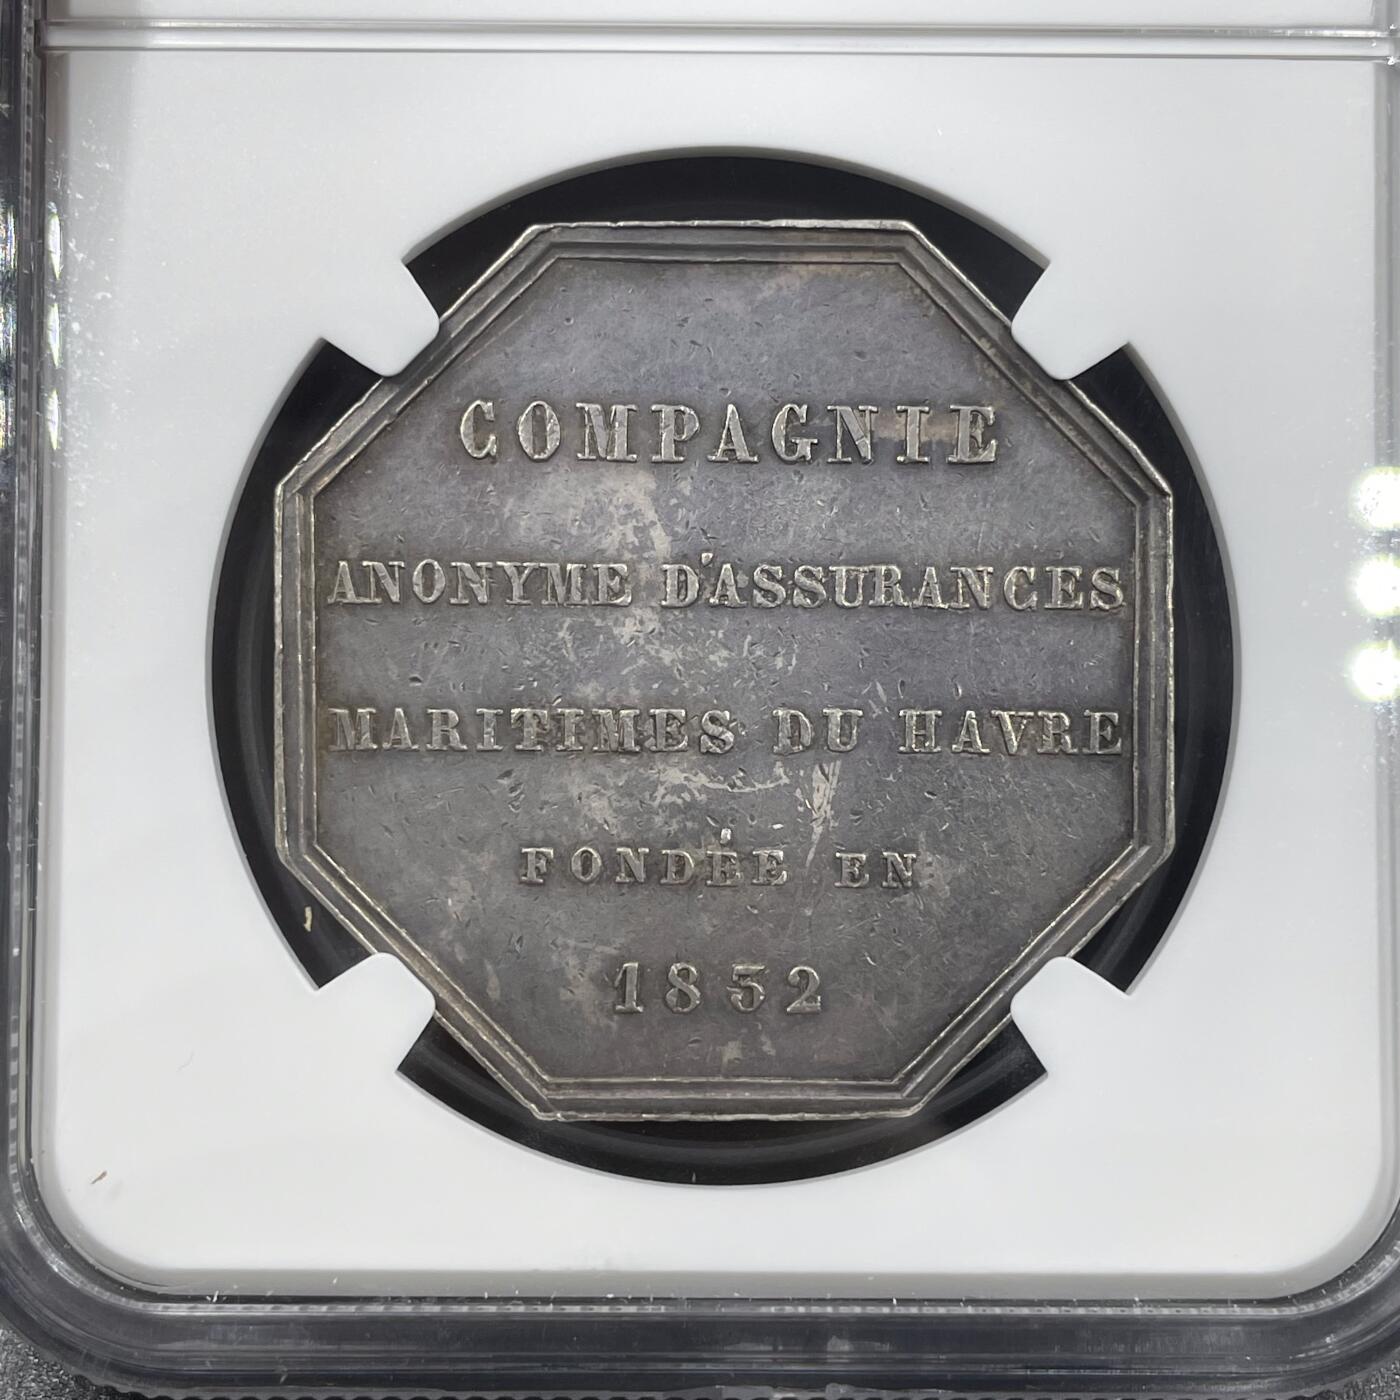 COMPAGNIE
ANONYME D'ASSURANCES
MARITIMES DU HAVRE
FONDÉE EN
1832